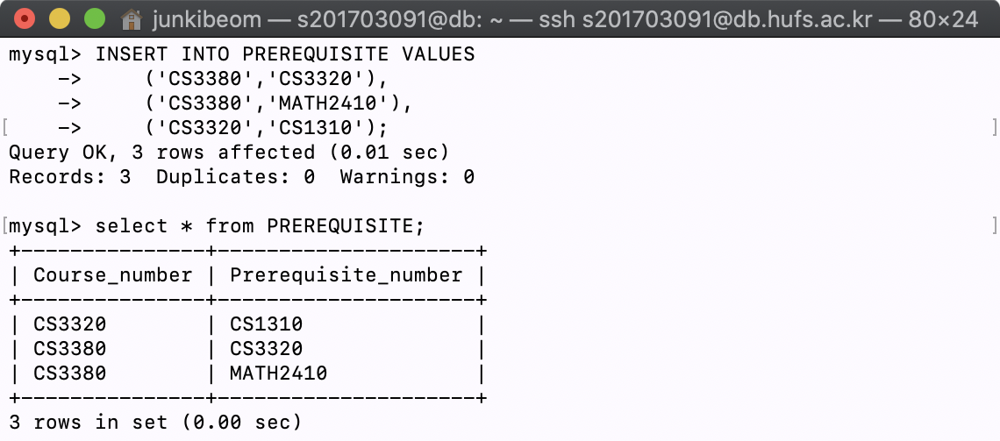 junkibeom — s201703091@db: ~ — ssh s201703091@db.hufs.ac.kr — 80×24
mysql> INSERT INTO PREREQUISITE VALUES
    ->     ('CS3380','CS3320'),
    ->     ('CS3380','MATH2410'),
[    ->     ('CS3320','CS1310'); ]
Query OK, 3 rows affected (0.01 sec)
Records: 3  Duplicates: 0  Warnings: 0
[mysql> select * from PREREQUISITE; ]
+---------------+---------------------+
| Course_number | Prerequisite_number |
+---------------+---------------------+
| CS3320        | CS1310              |
| CS3380        | CS3320              |
| CS3380        | MATH2410            |
+---------------+---------------------+
3 rows in set (0.00 sec)